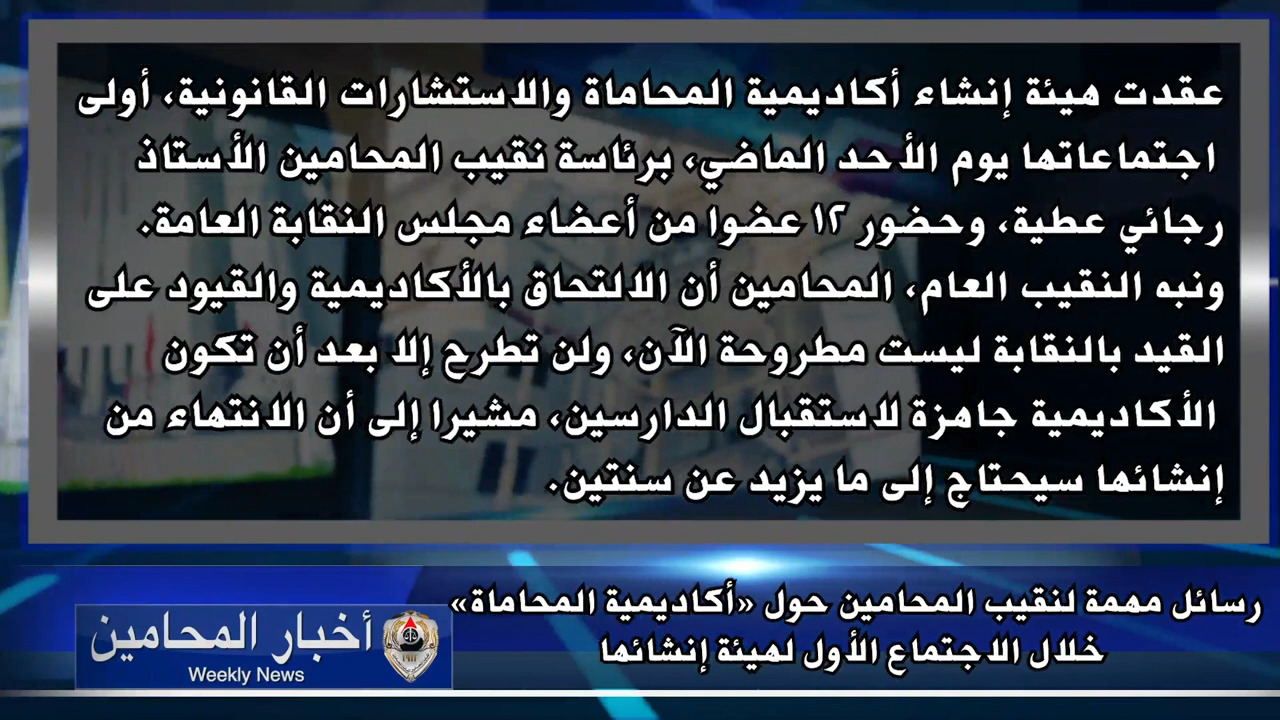 عقدت هيئة إنشاء أكاديمية المحاماة والاستشارات القانونية، أولى
اجتماعاتها يوم الأحد الماضي، برئاسة نقيب المحامين الأستاذ
رجائي عطية، وحضور ١٢ عضوا من أعضاء مجلس النقابة العامة.
ونبه النقيب العام، المحامين أن الالتحاق بالأكاديمية والقيود على
القيد بالنقابة ليست مطروحة الآن، ولن تطرح إلا بعد أن تكون
الأكاديمية جاهزة لاستقبال الدارسين، مشيرا إلى أن الانتهاء من
إنشائها سيحتاج إلى ما يزيد عن سنتين.
رسائل مهمة لنقيب المحامين حول «أكاديمية المحاماة»
خلال الاجتماع الأول لهيئة إنشائها
أخبار المحامين
Weekly News
١٩١٢